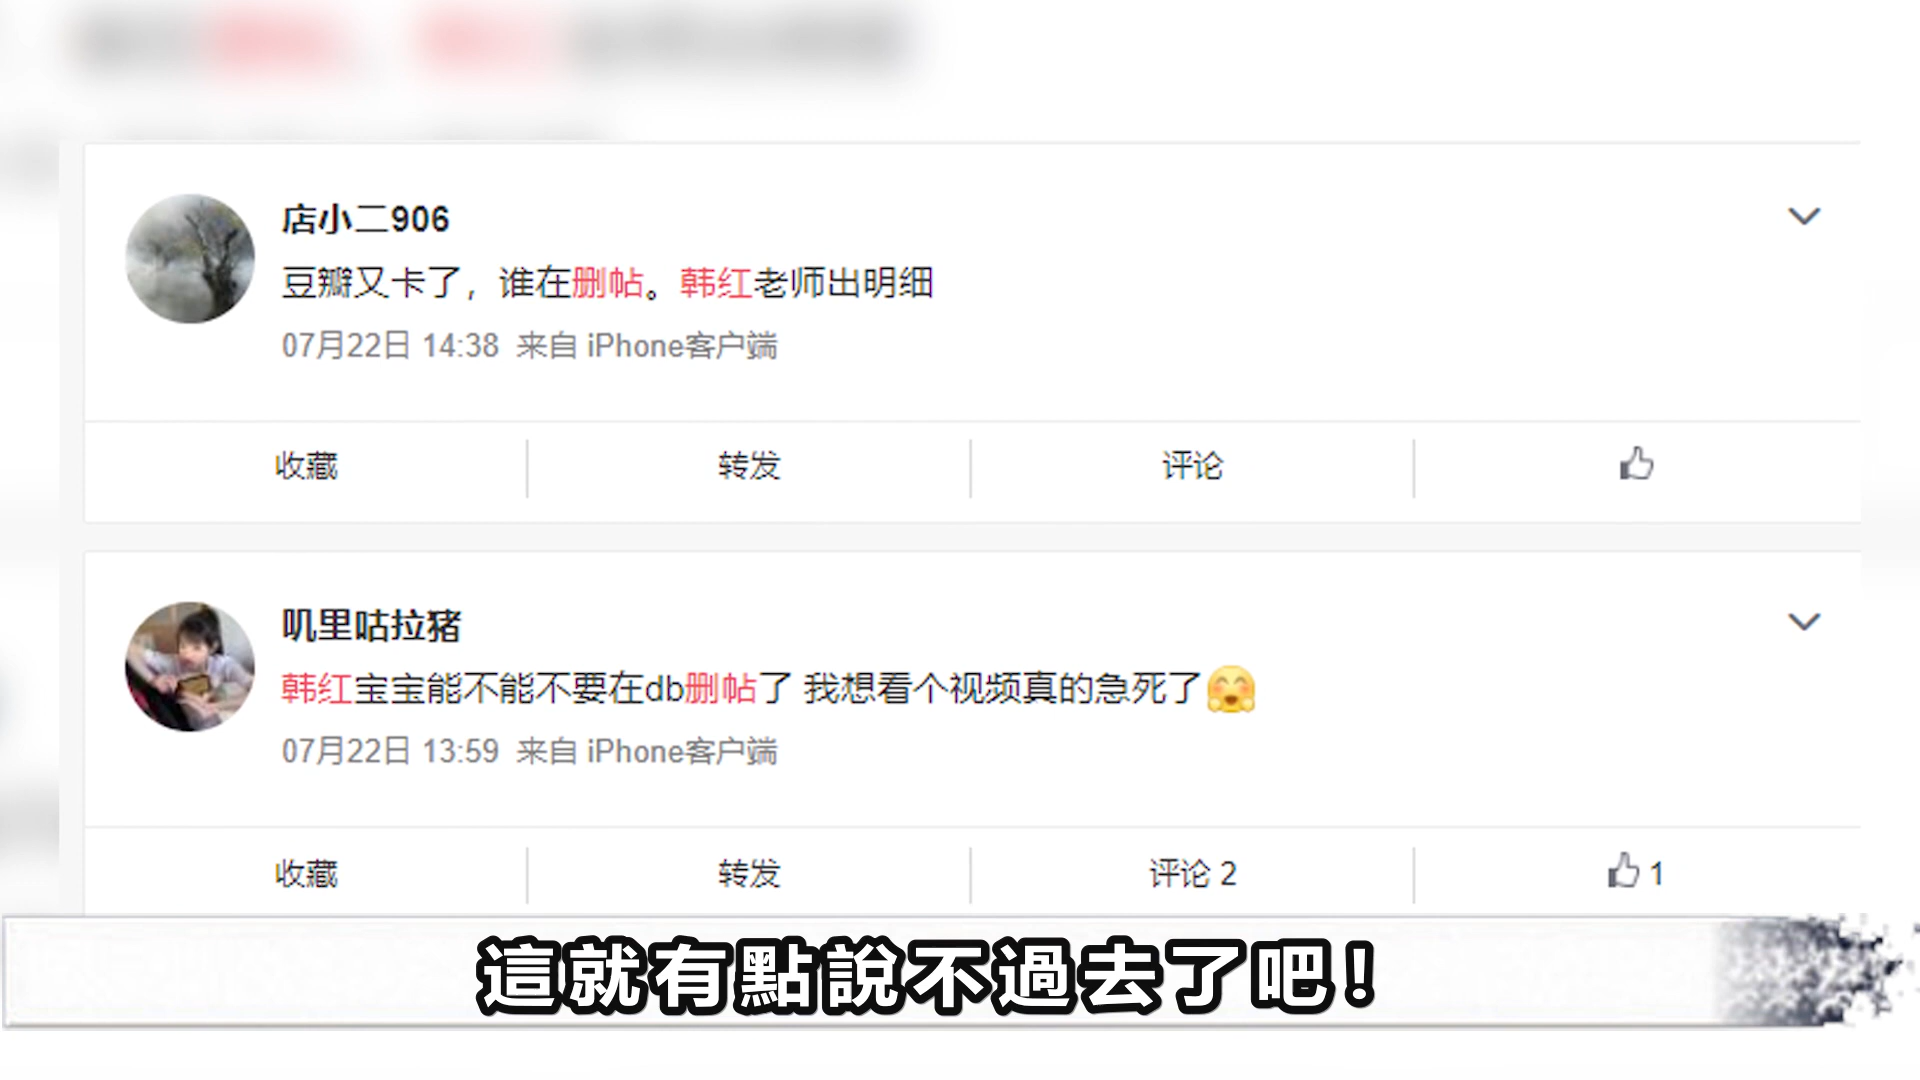 店小二906
豆瓣又卡了，谁在删帖。韩红老师出明细
07月22日 14:38 来自 iPhone客户端
收藏 转发 评论
叽里咕拉猪
韩红宝宝能不能不要在db删帖了 我想看个视频真的急死了🤗
07月22日 13:59 来自 iPhone客户端
收藏 转发 评论 2 1
這就有點說不過去了吧！